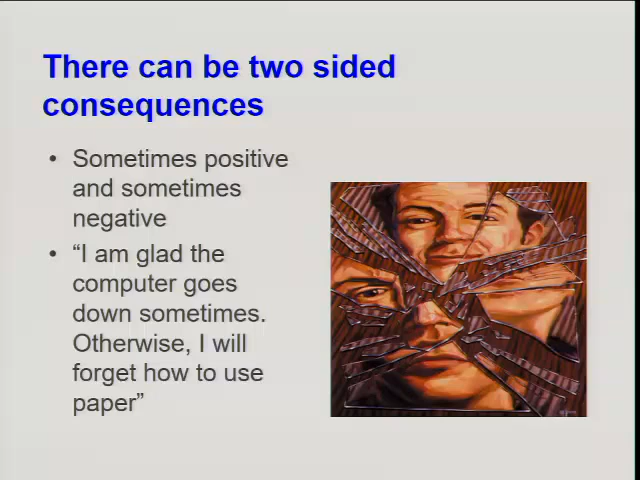 There can be two sided
consequences
• Sometimes positive
and sometimes
negative
• “I am glad the
computer goes
down sometimes.
Otherwise, I will
forget how to use
paper”